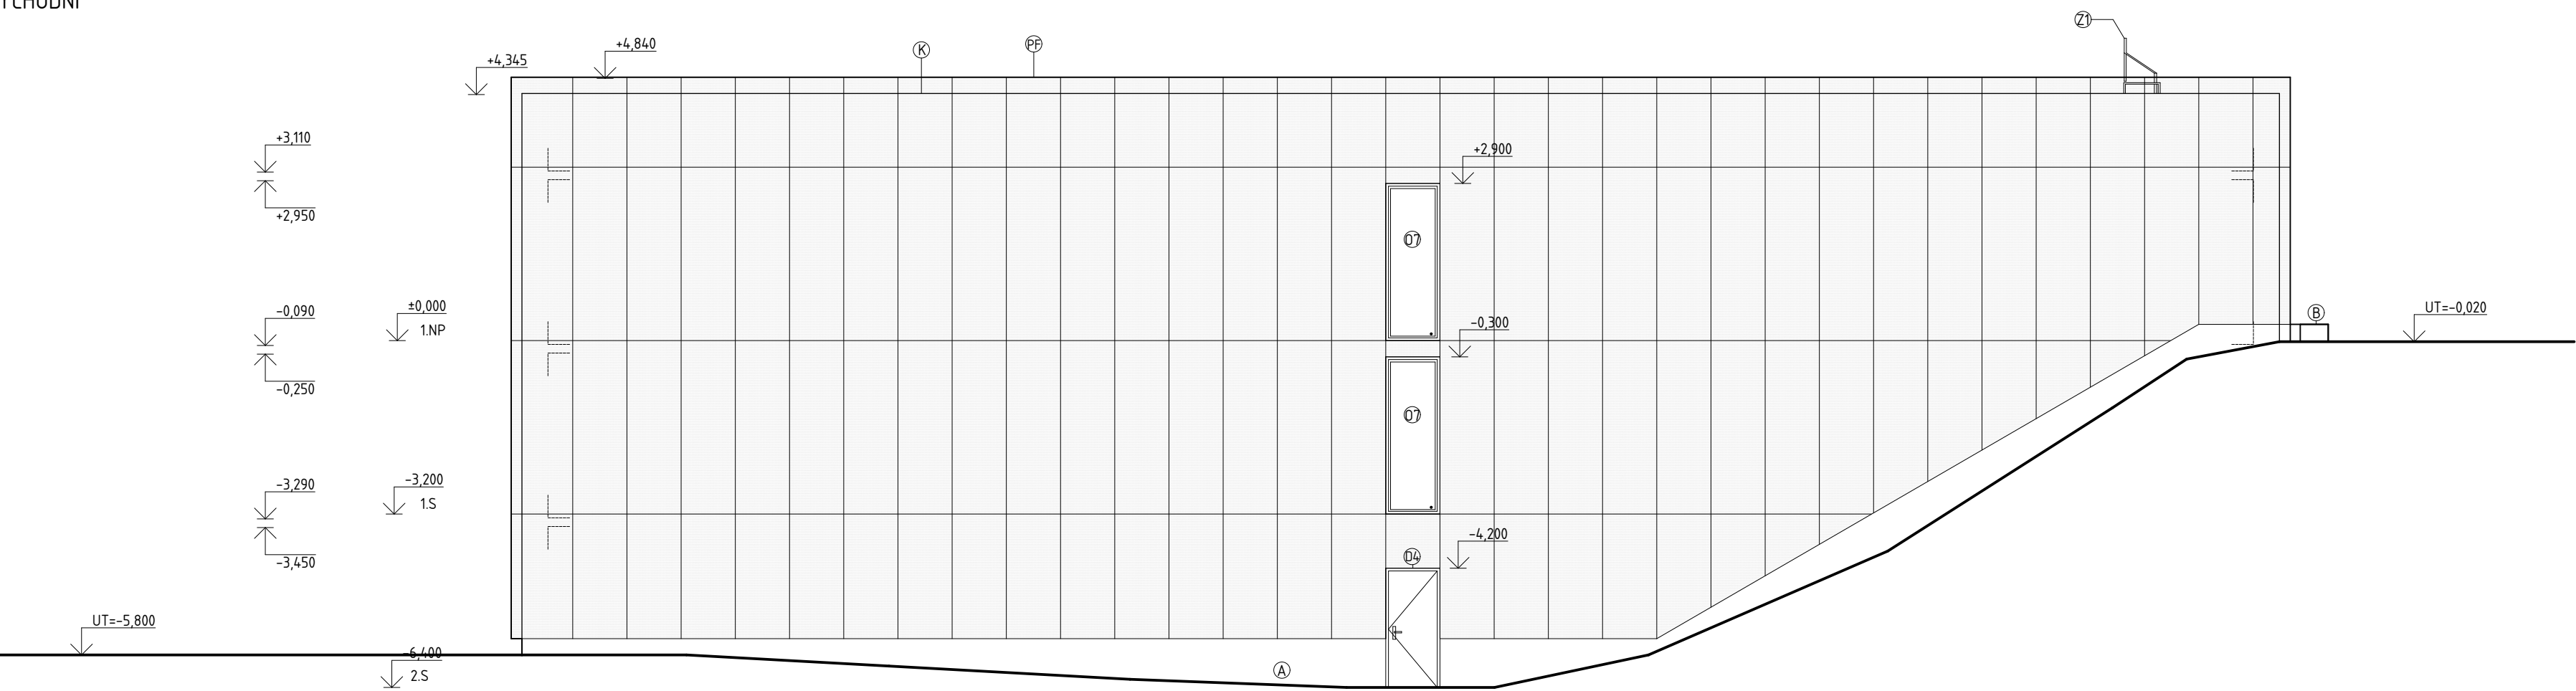 Z1
+4,840
K
PF
+4,345
+3,110
+2,900
+2,950
O7
±0,000
-0,090
1.NP
UT=-0,020
B
-0,300
-0,250
O7
-3,200
-3,290
1.S
-4,200
D4
-3,450
UT=-5,800
-6,400
2.S
A